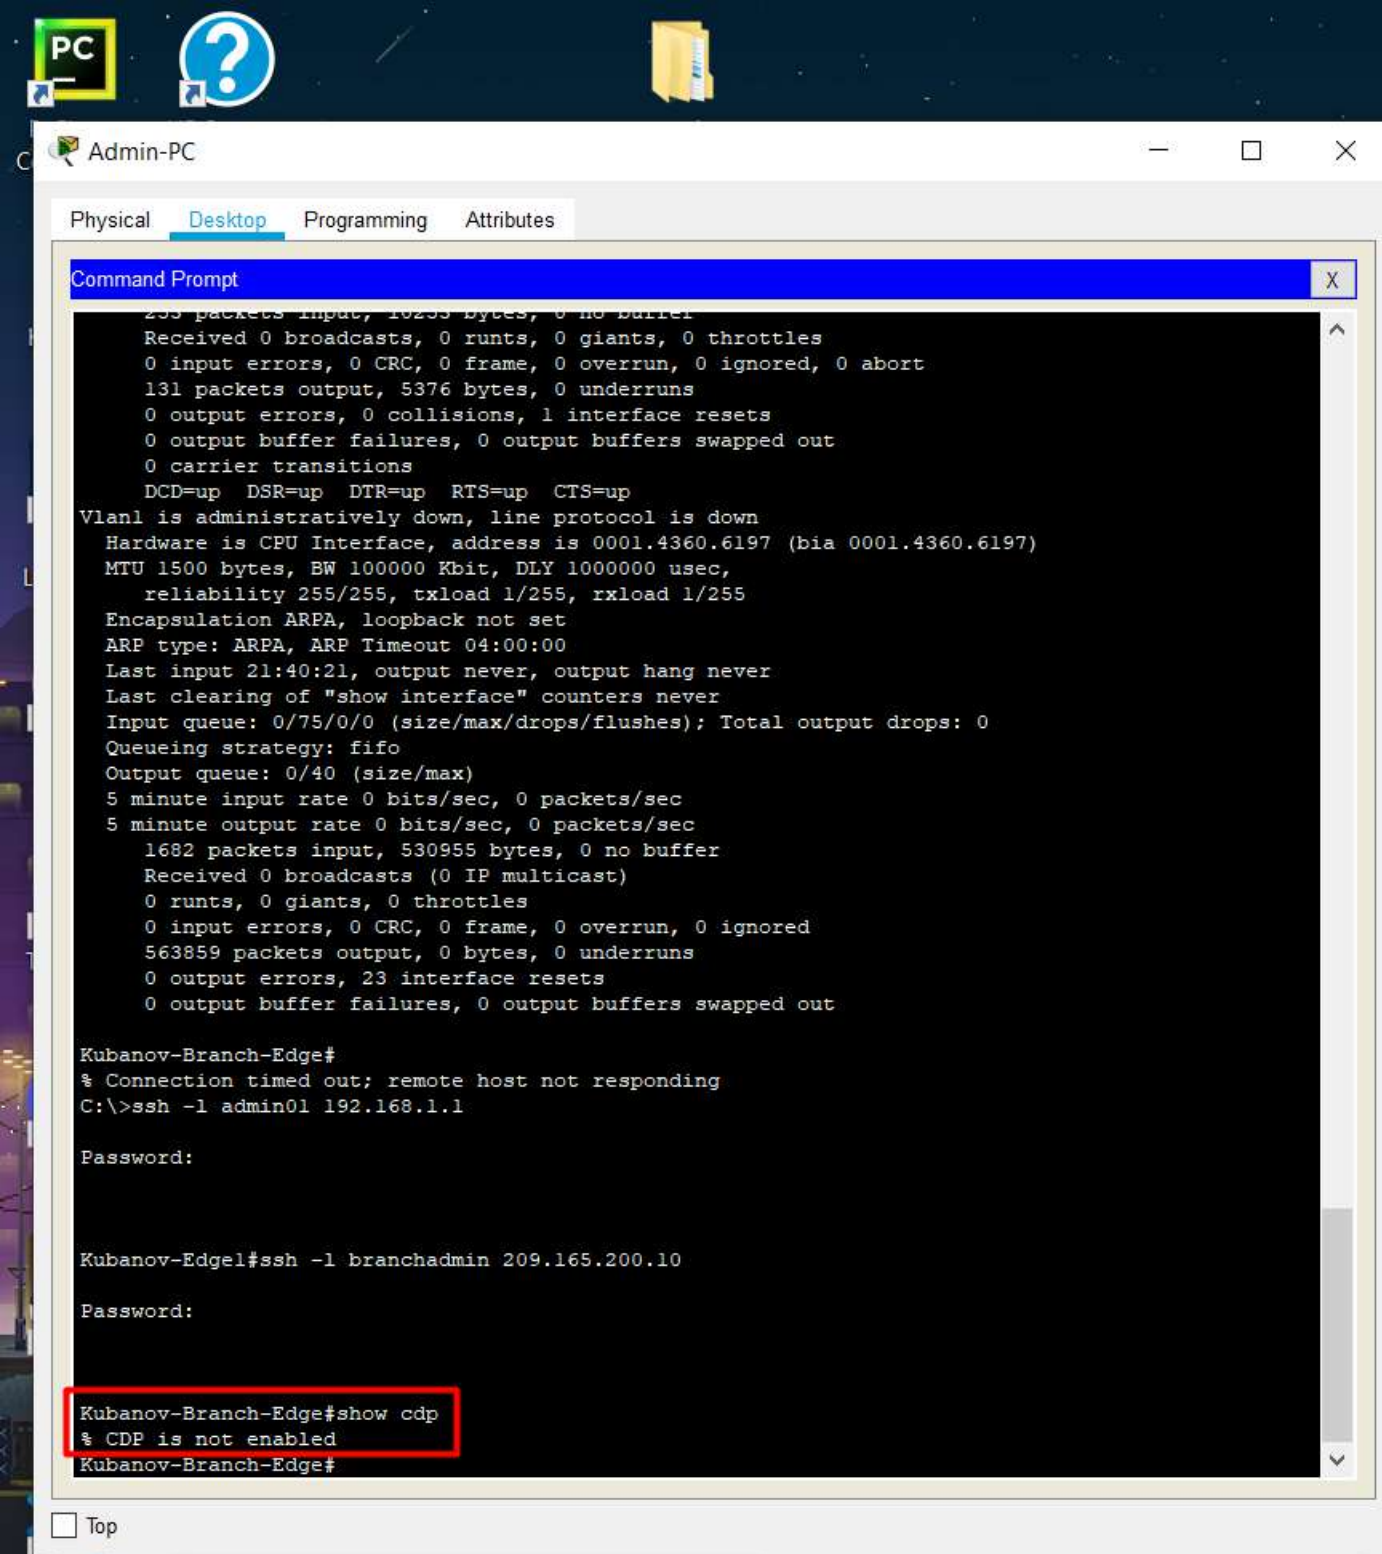 PC
?
Admin-PC
Physical Desktop Programming Attributes
Command Prompt X
255 packets input, 10255 bytes, 0 no buffer
Received 0 broadcasts, 0 runts, 0 giants, 0 throttles
0 input errors, 0 CRC, 0 frame, 0 overrun, 0 ignored, 0 abort
131 packets output, 5376 bytes, 0 underruns
0 output errors, 0 collisions, 1 interface resets
0 output buffer failures, 0 output buffers swapped out
0 carrier transitions
DCD=up DSR=up DTR=up RTS=up CTS=up
Vlan1 is administratively down, line protocol is down
Hardware is CPU Interface, address is 0001.4360.6197 (bia 0001.4360.6197)
MTU 1500 bytes, BW 100000 Kbit, DLY 1000000 usec,
reliability 255/255, txload 1/255, rxload 1/255
Encapsulation ARPA, loopback not set
ARP type: ARPA, ARP Timeout 04:00:00
Last input 21:40:21, output never, output hang never
Last clearing of "show interface" counters never
Input queue: 0/75/0/0 (size/max/drops/flushes); Total output drops: 0
Queueing strategy: fifo
Output queue: 0/40 (size/max)
5 minute input rate 0 bits/sec, 0 packets/sec
5 minute output rate 0 bits/sec, 0 packets/sec
1682 packets input, 530955 bytes, 0 no buffer
Received 0 broadcasts (0 IP multicast)
0 runts, 0 giants, 0 throttles
0 input errors, 0 CRC, 0 frame, 0 overrun, 0 ignored
563859 packets output, 0 bytes, 0 underruns
0 output errors, 23 interface resets
0 output buffer failures, 0 output buffers swapped out
Kubanov-Branch-Edge#
% Connection timed out; remote host not responding
C:\>ssh -l admin01 192.168.1.1
Password:
Kubanov-Edge1#ssh -l branchadmin 209.165.200.10
Password:
Kubanov-Branch-Edge#show cdp
% CDP is not enabled
Kubanov-Branch-Edge#
Top